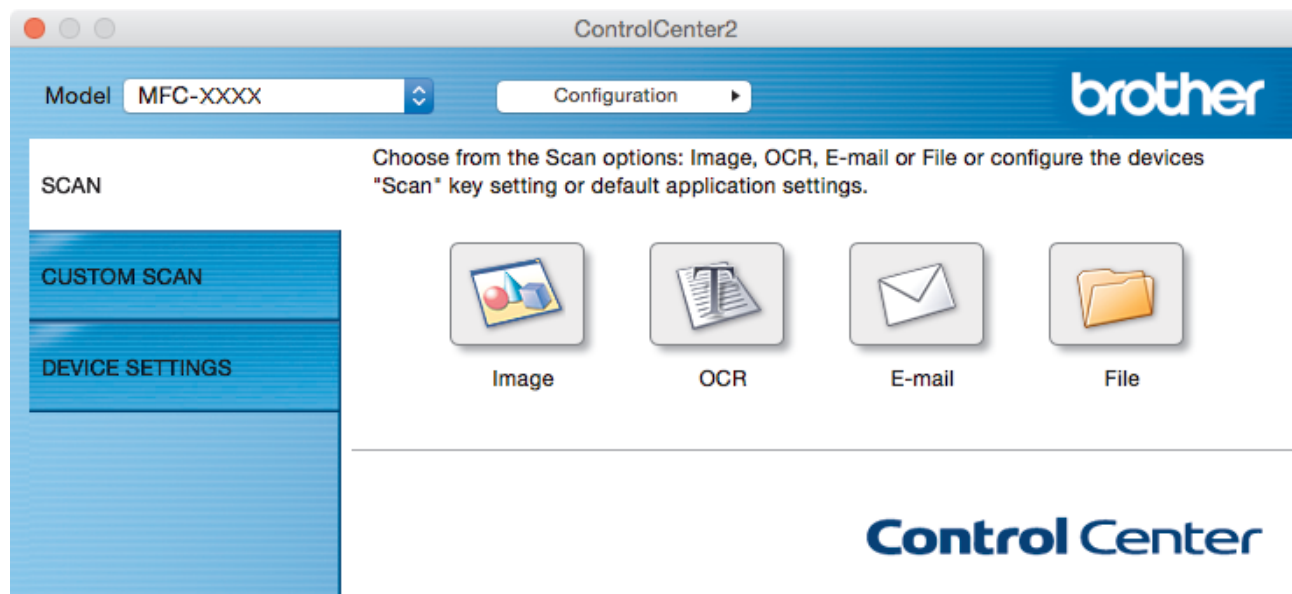 ControlCenter2
Model MFC-XXXX Configuration brother
SCAN
Choose from the Scan options: Image, OCR, E-mail or File or configure the devices
"Scan" key setting or default application settings.
CUSTOM SCAN
DEVICE SETTINGS
Image OCR E-mail File
Control Center